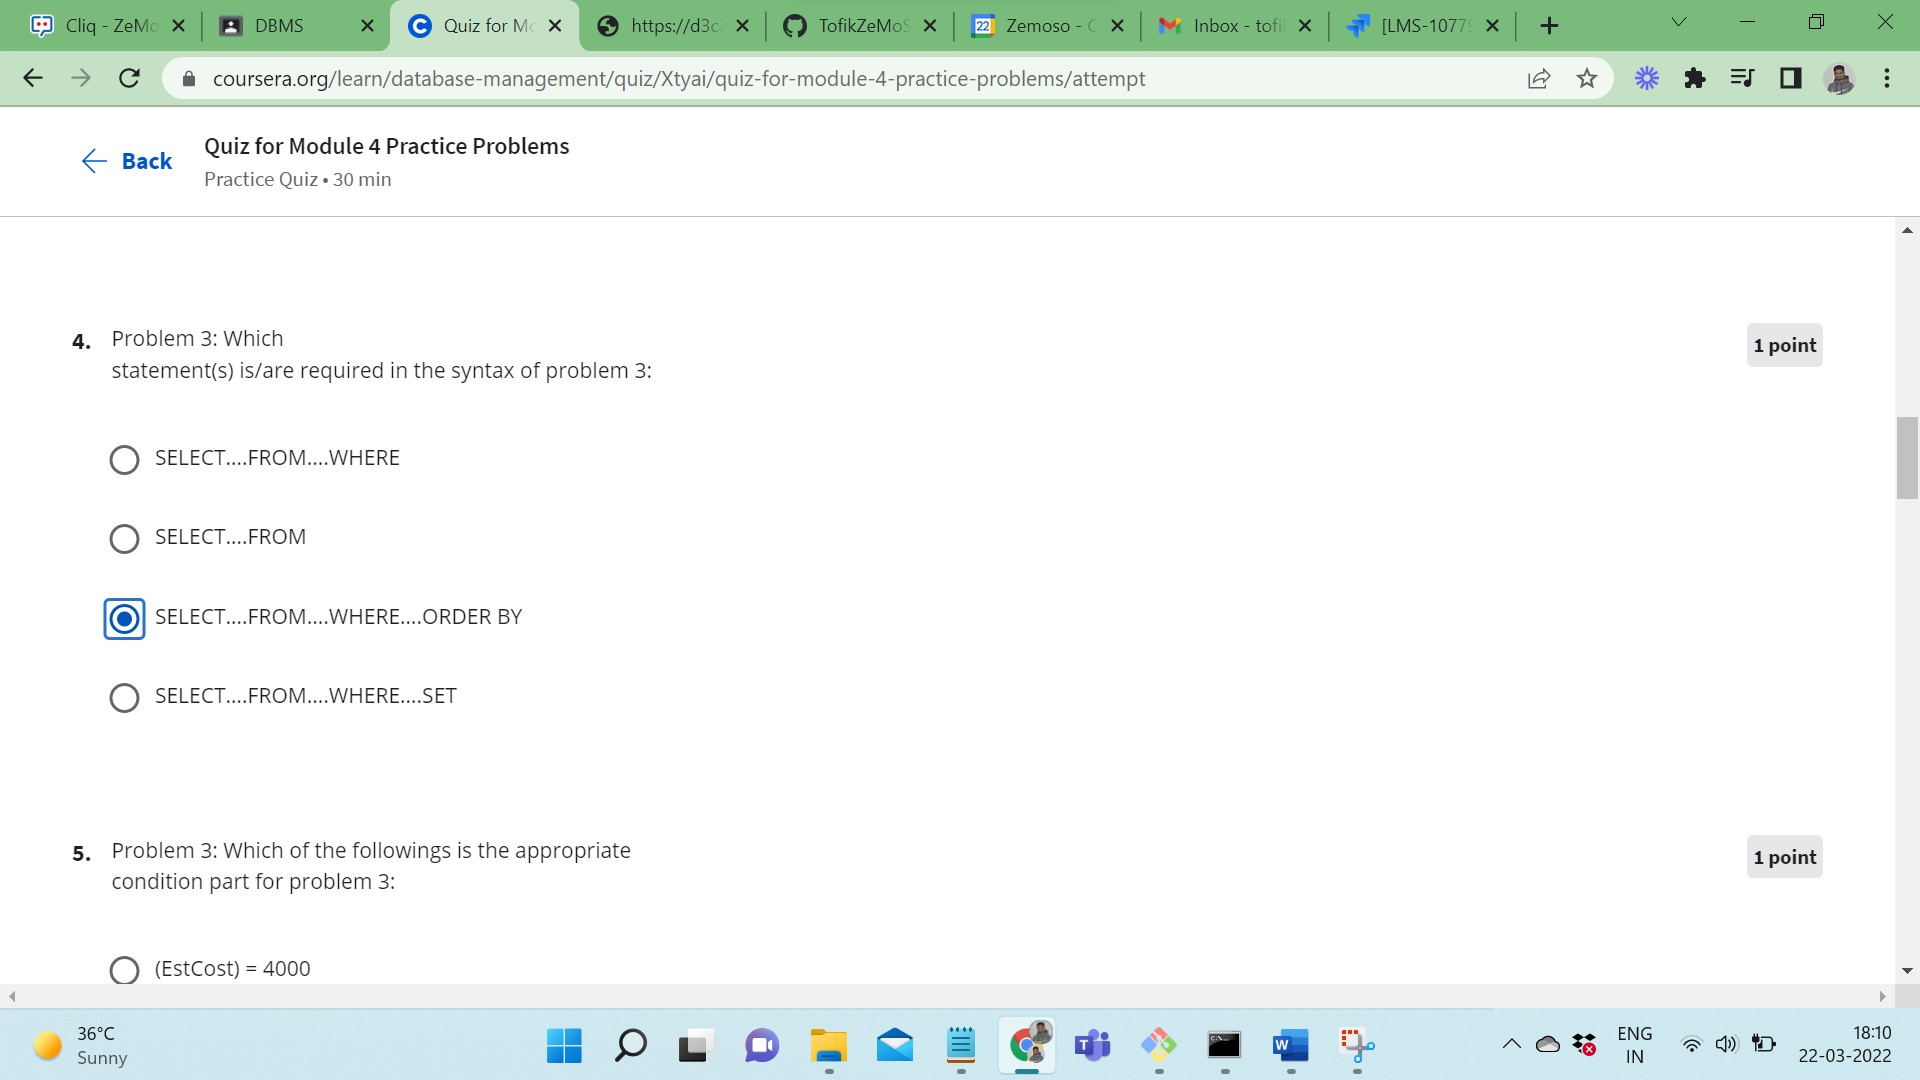 Cliq - ZeMo
DBMS
Quiz for Mo
https://d3c
TofikZeMoS
22
Zemoso - C
Inbox - tofi
[LMS-10779
coursera.org/learn/database-management/quiz/Xtyai/quiz-for-module-4-practice-problems/attempt
Back
Quiz for Module 4 Practice Problems
Practice Quiz • 30 min
4. Problem 3: Which
statement(s) is/are required in the syntax of problem 3:
1 point
SELECT....FROM....WHERE
SELECT....FROM
SELECT....FROM....WHERE....ORDER BY
SELECT....FROM....WHERE....SET
5. Problem 3: Which of the followings is the appropriate
condition part for problem 3:
1 point
(EstCost) = 4000
36°C
Sunny
ENG
IN
18:10
22-03-2022